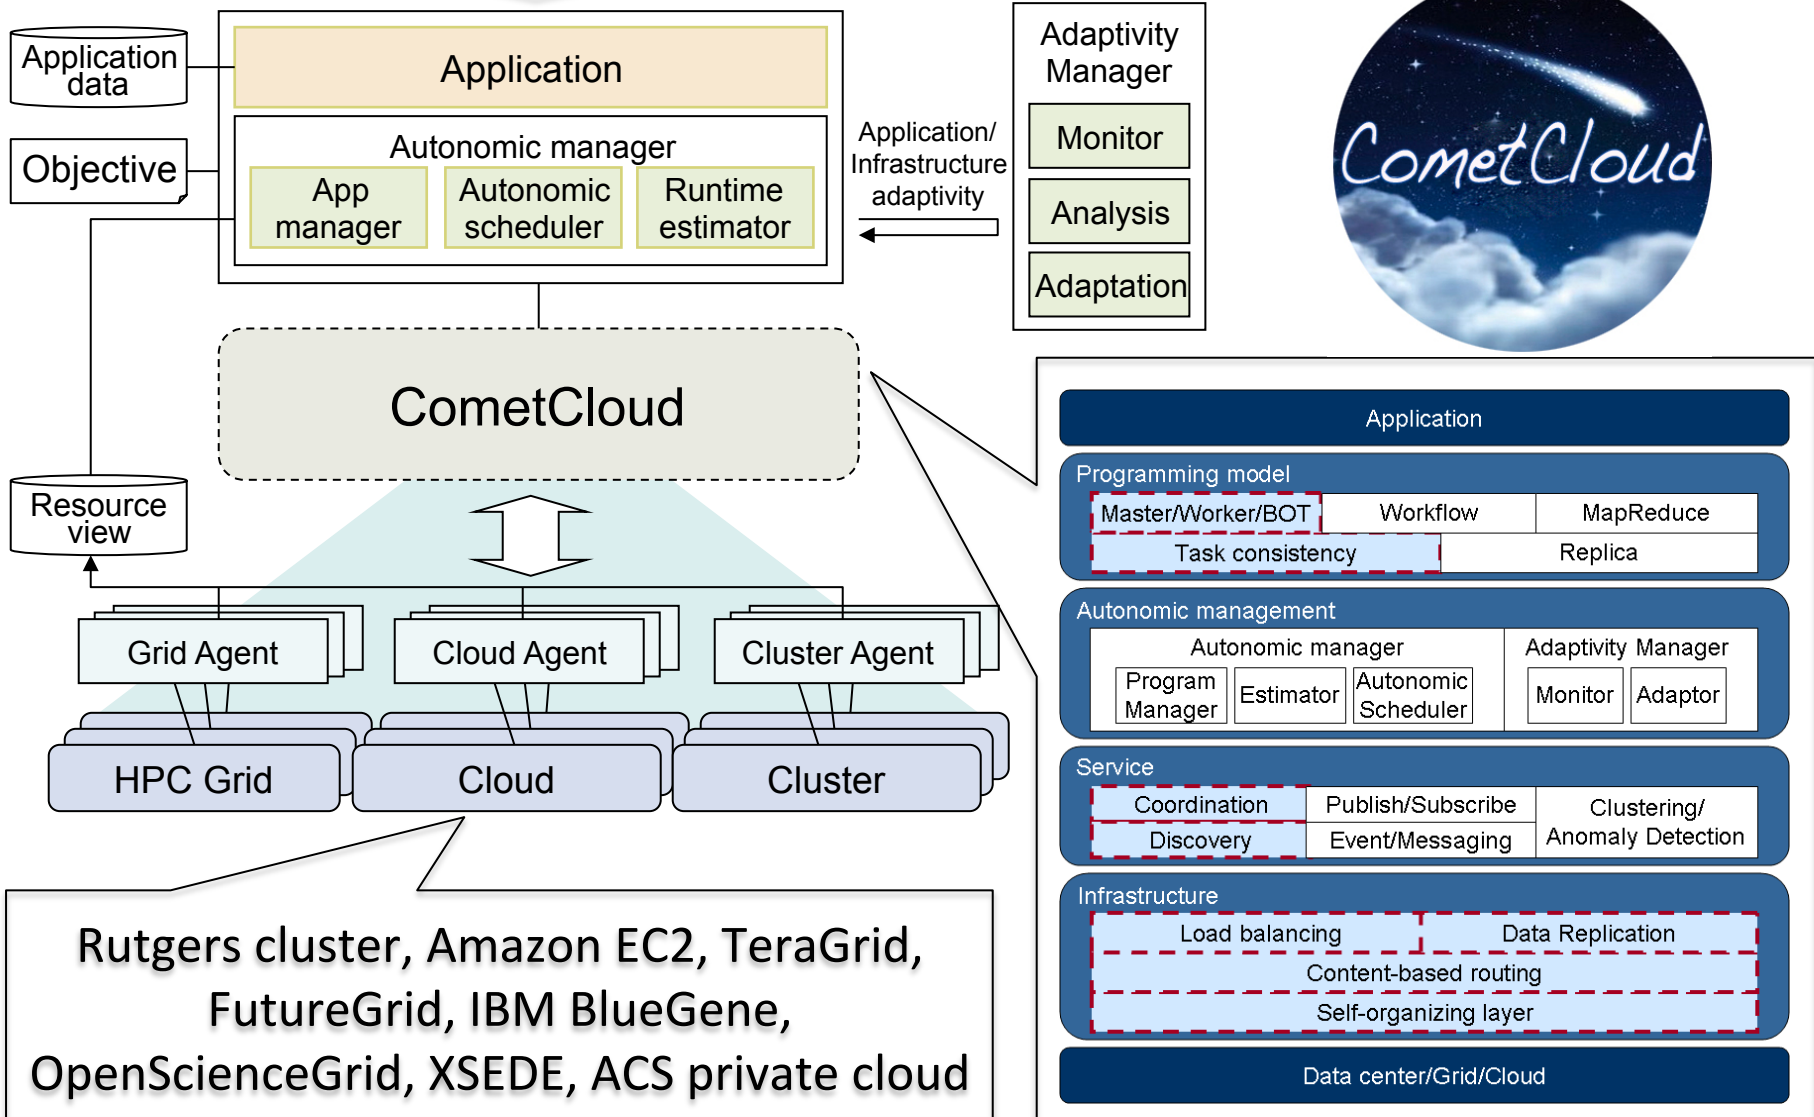 Application
data
Objective
Application
Autonomic manager
App
manager
Autonomic
scheduler
Runtime
estimator
Application/
Infrastructure
adaptivity
Adaptivity
Manager
Monitor
Analysis
Adaptation
CometCloud
CometCloud
Resource
view
Grid Agent
Cloud Agent
Cluster Agent
HPC Grid
Cloud
Cluster
Rutgers cluster, Amazon EC2, TeraGrid,
FutureGrid, IBM BlueGene,
OpenScienceGrid, XSEDE, ACS private cloud
Application
Programming model
Master/Worker/BOT
Workflow
MapReduce
Task consistency
Replica
Autonomic management
Autonomic manager
Program
Manager
Estimator
Autonomic
Scheduler
Adaptivity Manager
Monitor
Adaptor
Service
Coordination
Publish/Subscribe
Clustering/
Anomaly Detection
Discovery
Event/Messaging
Infrastructure
Load balancing
Data Replication
Content-based routing
Self-organizing layer
Data center/Grid/Cloud